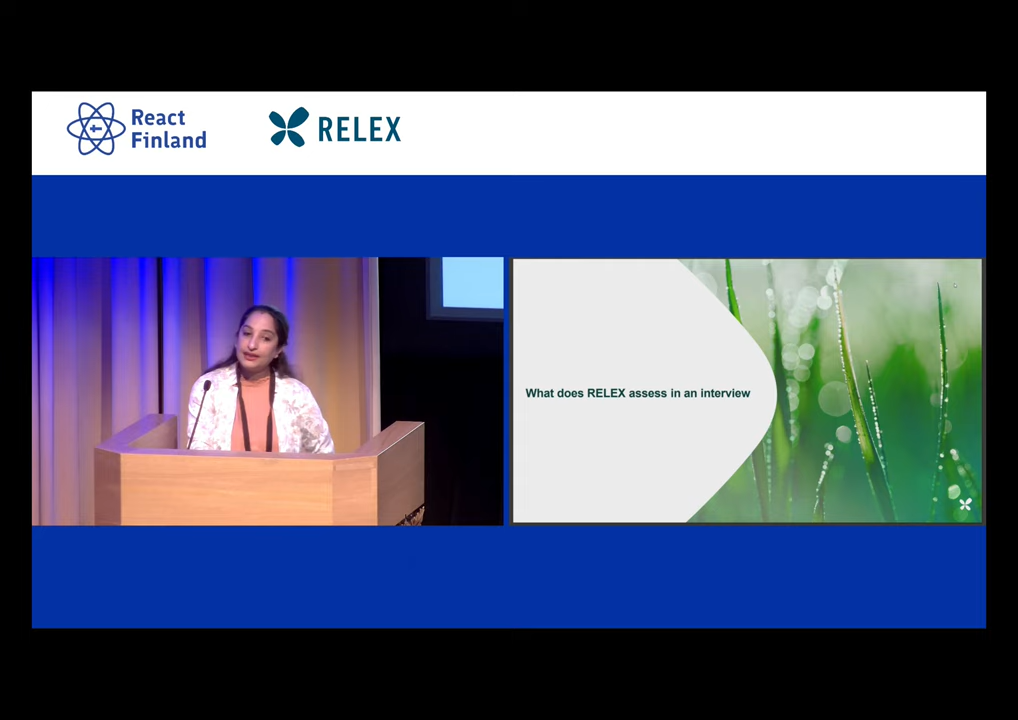 React
Finland
RELEX
What does RELEX assess in an interview